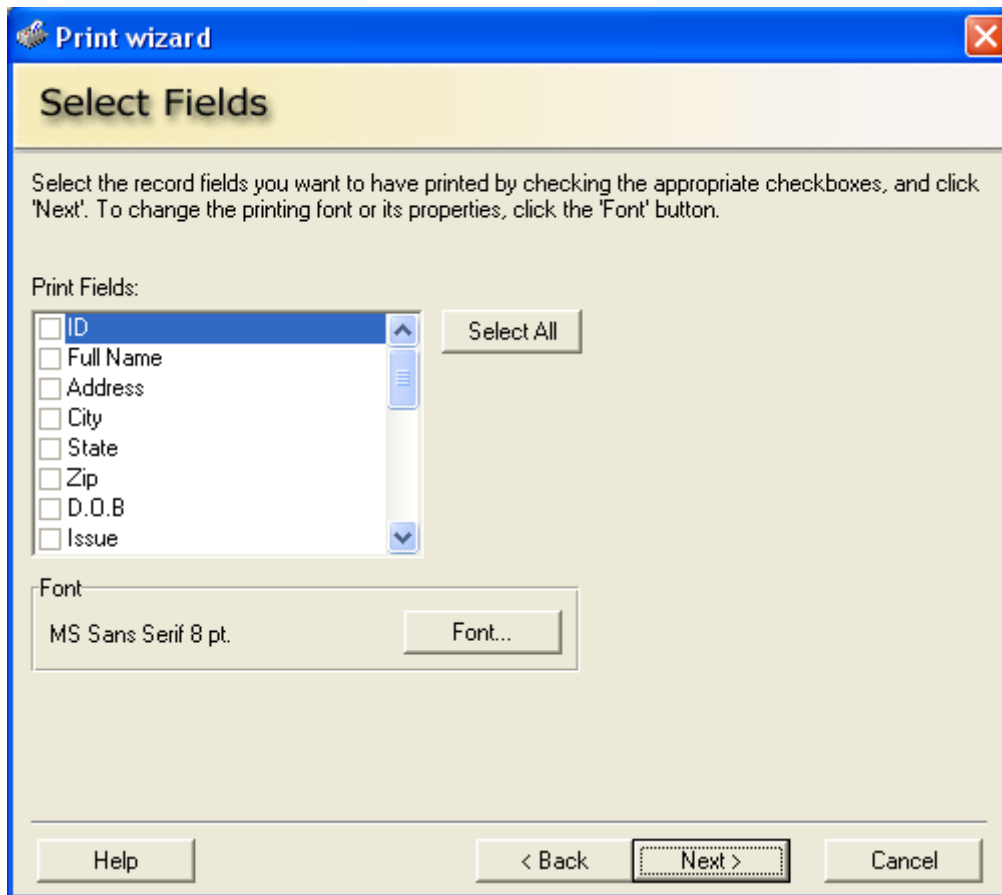 Print wizard
Select Fields
Select the record fields you want to have printed by checking the appropriate checkboxes, and click
'Next'. To change the printing font or its properties, click the 'Font' button.
Print Fields:
ID
Select All
Full Name
Address
City
State
Zip
D.O.B
Issue
Font
MS Sans Serif 8 pt.
Font...
Help
< Back
Next >
Cancel